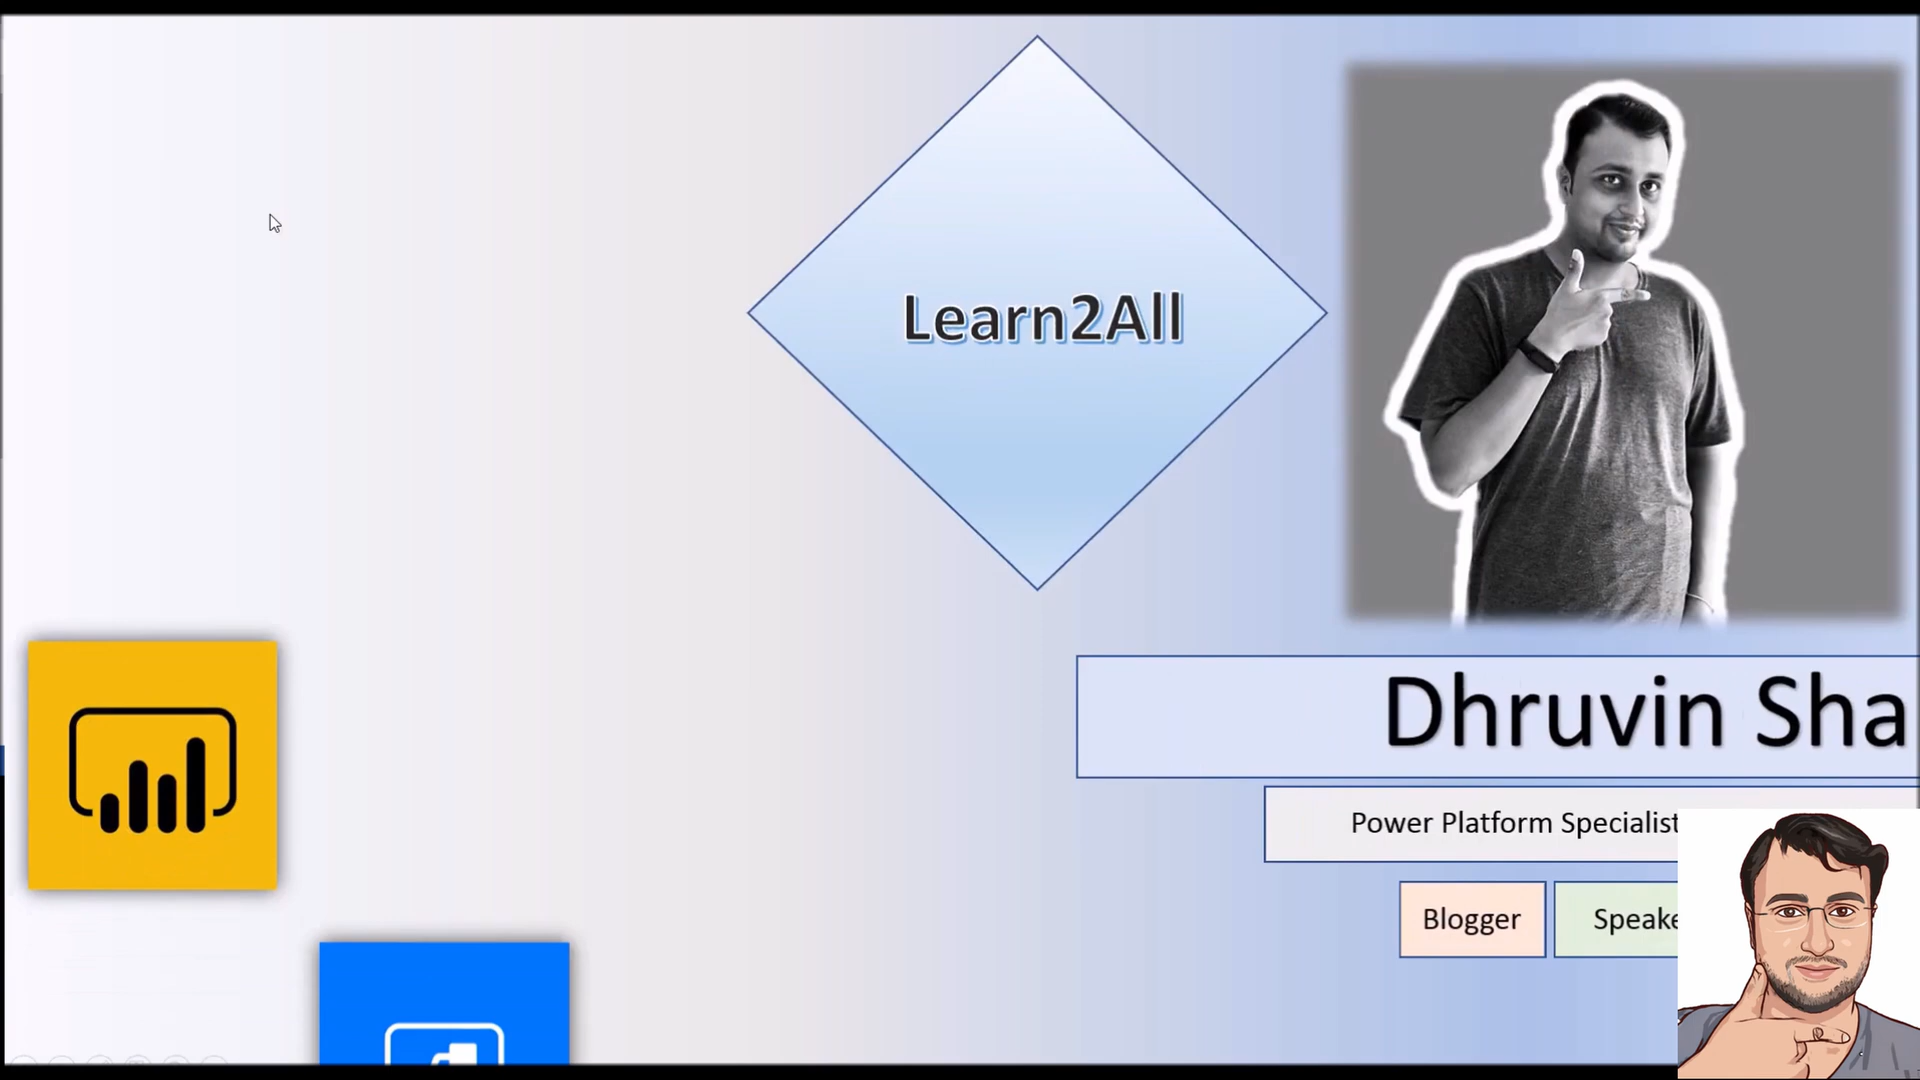 Learn2All
Dhruvin Sha
Power Platform Specialist
Blogger
Speake